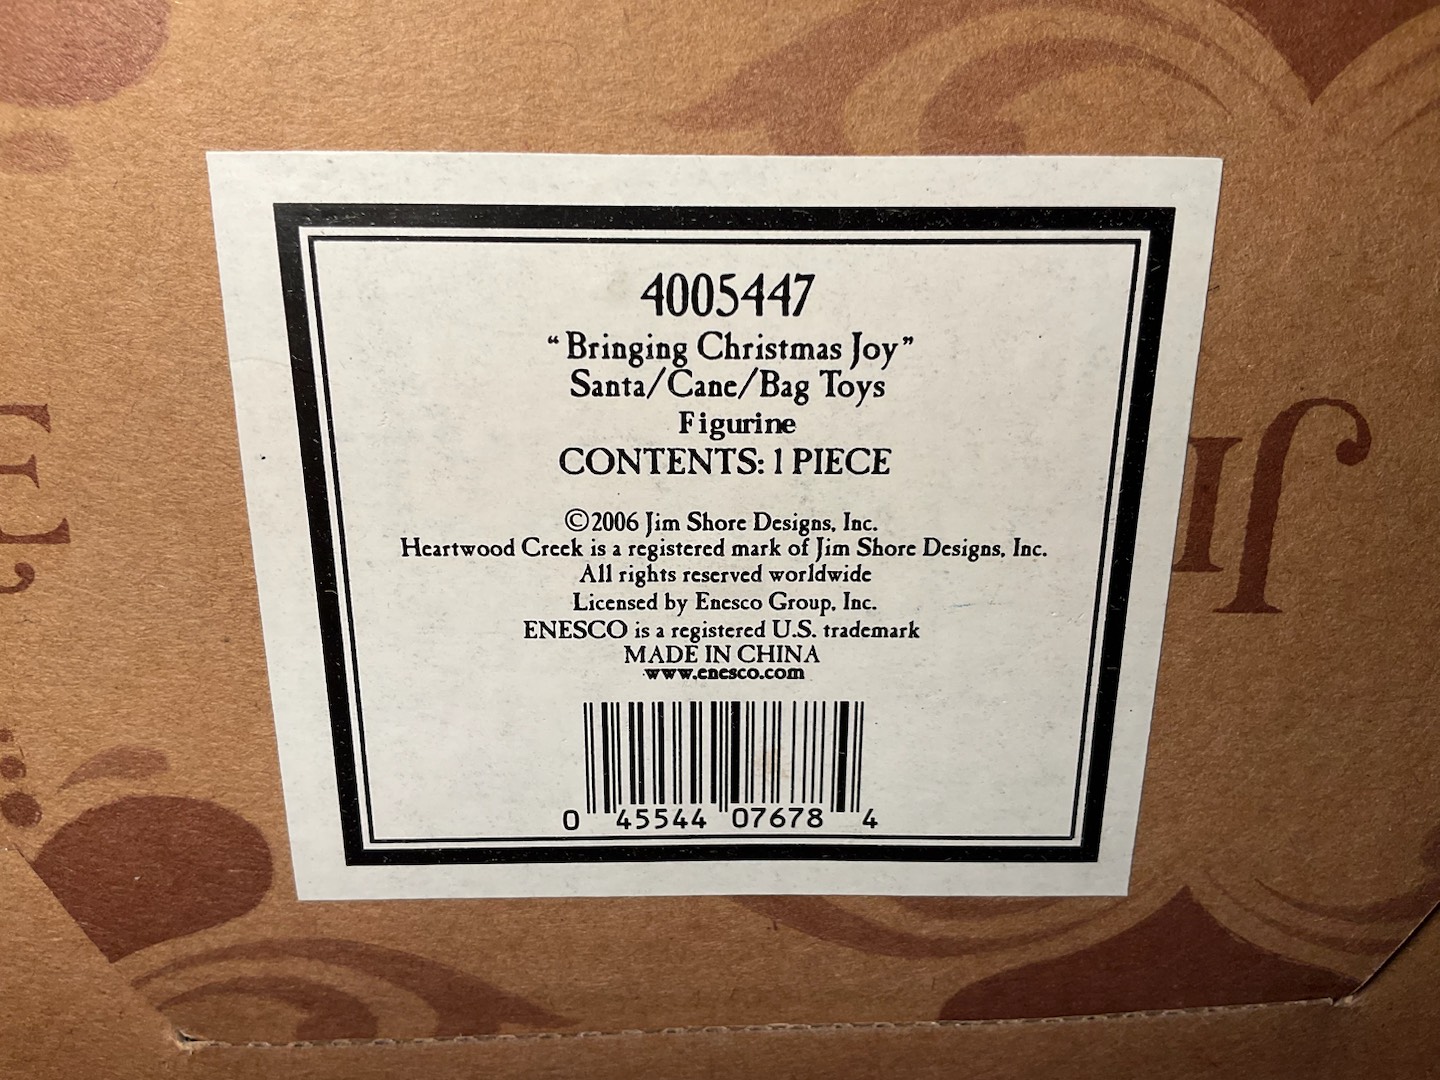 4005447
“Bringing Christmas Joy”
Santa/Cane/Bag Toys
Figurine
CONTENTS: 1 PIECE
©2006 Jim Shore Designs, Inc.
Heartwood Creek is a registered mark of Jim Shore Designs, Inc.
All rights reserved worldwide
Licensed by Enesco Group, Inc.
ENESCO is a registered U.S. trademark
MADE IN CHINA
www.enesco.com
0 45544 07678 4